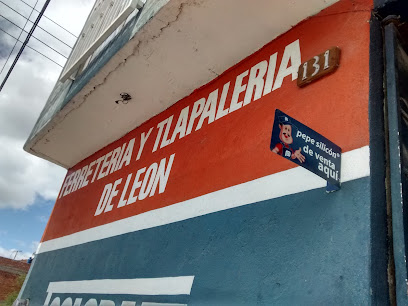 FERRETERIA Y TLAPALERIA
DE LEON
131
pepe silicón®
de venta
aquí